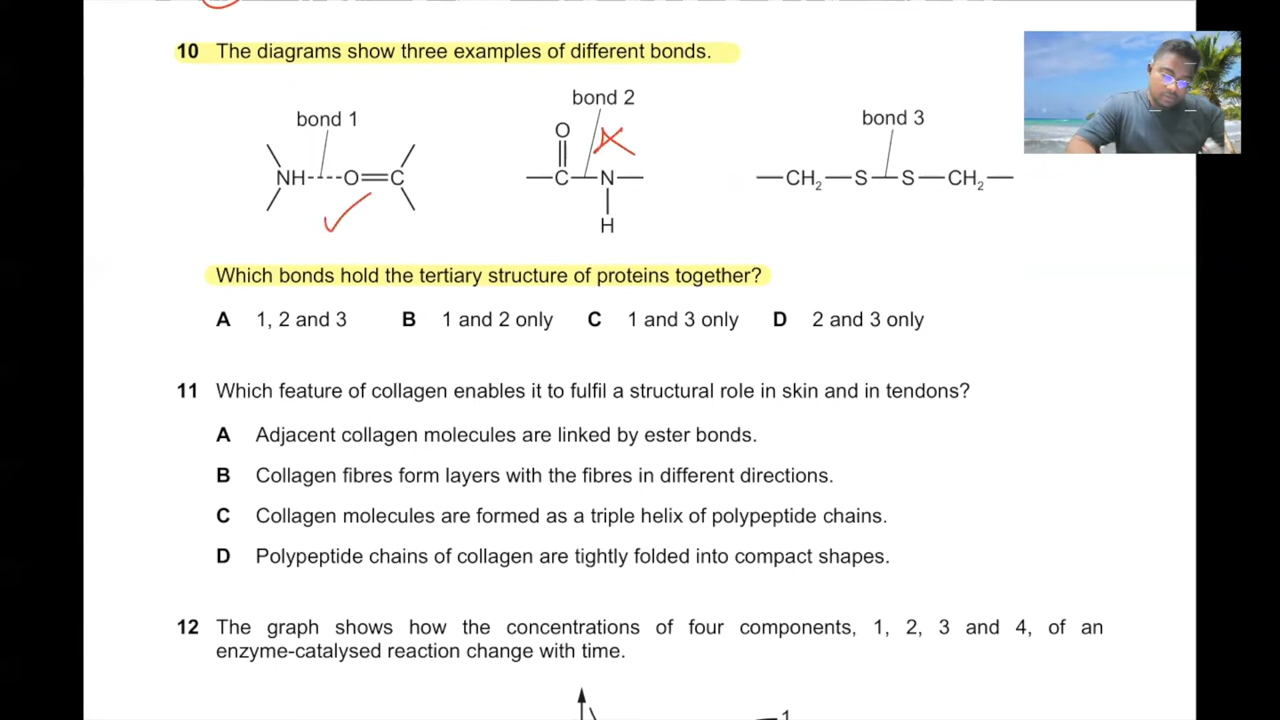 10 The diagrams show three examples of different bonds.
bond 1
bond 2
bond 3
NH----O=C
O
—C—N—
H
—CH₂—S—S—CH₂—
Which bonds hold the tertiary structure of proteins together?
A 1, 2 and 3 B 1 and 2 only C 1 and 3 only D 2 and 3 only
11 Which feature of collagen enables it to fulfil a structural role in skin and in tendons?
A Adjacent collagen molecules are linked by ester bonds.
B Collagen fibres form layers with the fibres in different directions.
C Collagen molecules are formed as a triple helix of polypeptide chains.
D Polypeptide chains of collagen are tightly folded into compact shapes.
12 The graph shows how the concentrations of four components, 1, 2, 3 and 4, of an
enzyme-catalysed reaction change with time.
1